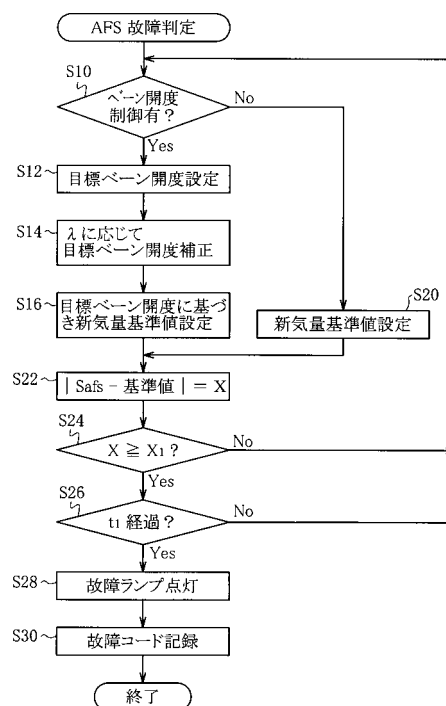 AFS 故障判定
S10
ベーン開度
制御有？
No
Yes
S12
目標ベーン開度設定
S14
λに応じて
目標ベーン開度補正
S16
目標ベーン開度に基づ
き新気量基準値設定
S20
新気量基準値設定
S22
| Safs - 基準値 | = X
S24
X ≧ X1 ?
No
Yes
S26
t1 経過？
No
Yes
S28
故障ランプ点灯
S30
故障コード記録
終了